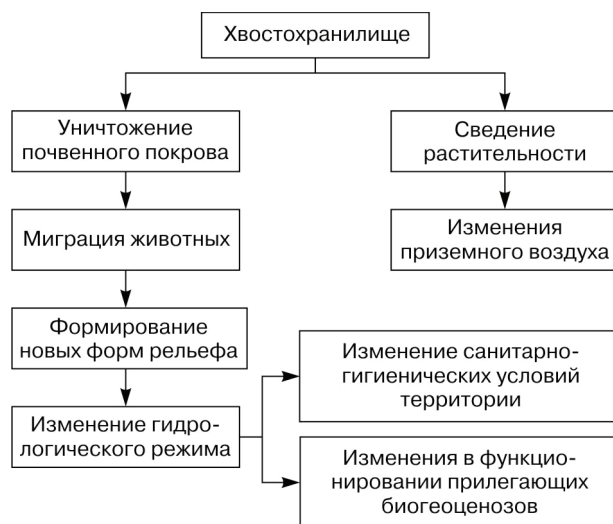 Хвостохранилище
Уничтожение
почвенного покрова
Сведение
растительности
Миграция животных
Изменения
приземного воздуха
Формирование
новых форм рельефа
Изменение гидро-
логического режима
Изменение санитарно-
гигиенических условий
территории
Изменения в функцио-
нировании прилегающих
биогеоценозов